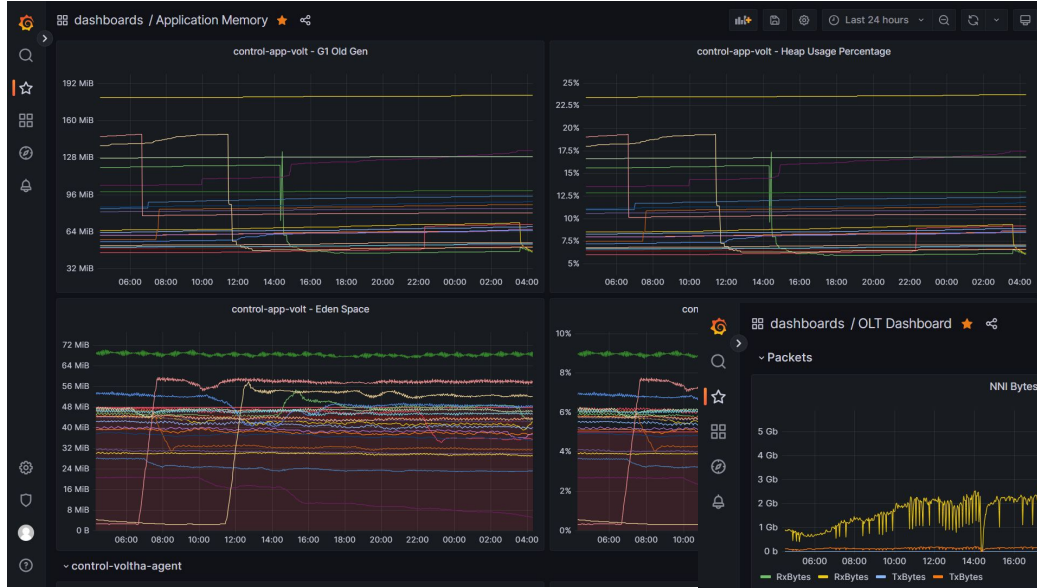 dashboards / Application Memory
Last 24 hours
control-app-volt - G1 Old Gen
192 MiB
160 MiB
128 MiB
96 MiB
64 MiB
32 MiB
06:00 08:00 10:00 12:00 14:00 16:00 18:00 20:00 22:00 00:00 02:00 04:00
control-app-volt - Heap Usage Percentage
25%
22.5%
20%
17.5%
15%
12.5%
10%
7.5%
5%
06:00 08:00 10:00 12:00 14:00 16:00 18:00 20:00 22:00 00:00 02:00 04:00
control-app-volt - Eden Space
72 MiB
64 MiB
56 MiB
48 MiB
40 MiB
32 MiB
24 MiB
16 MiB
8 MiB
0 B
06:00 08:00 10:00 12:00 14:00 16:00 18:00 20:00 22:00 00:00 02:00 04:00
con
10%
8%
6%
4%
2%
0%
06:00 08:00 10:00
control-voltha-agent
dashboards / OLT Dashboard
Packets
NNI Bytes
5 Gb
4 Gb
3 Gb
2 Gb
1 Gb
0 b
06:00 08:00 10:00 12:00 14:00 16:00
RxBytes RxBytes TxBytes TxBytes